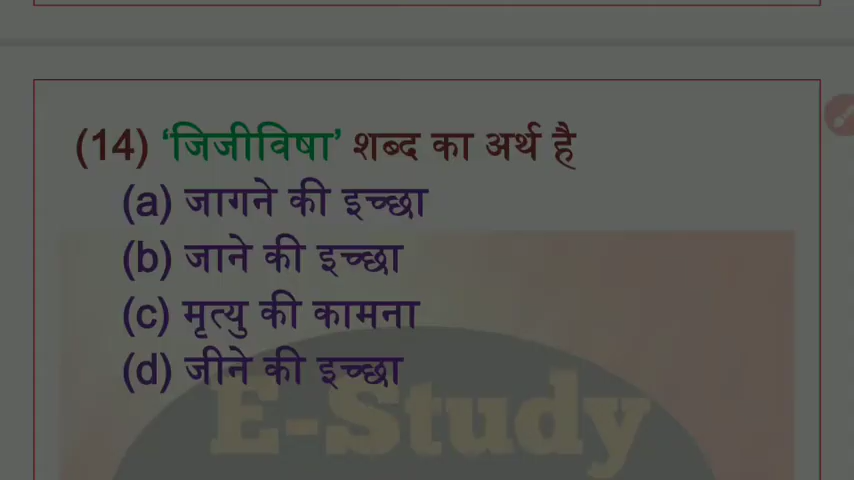 (14) 'जिजीविषा' शब्द का अर्थ है
(a) जागने की इच्छा
(b) जाने की इच्छा
(c) मृत्यु की कामना
(d) जीने की इच्छा
E-Study